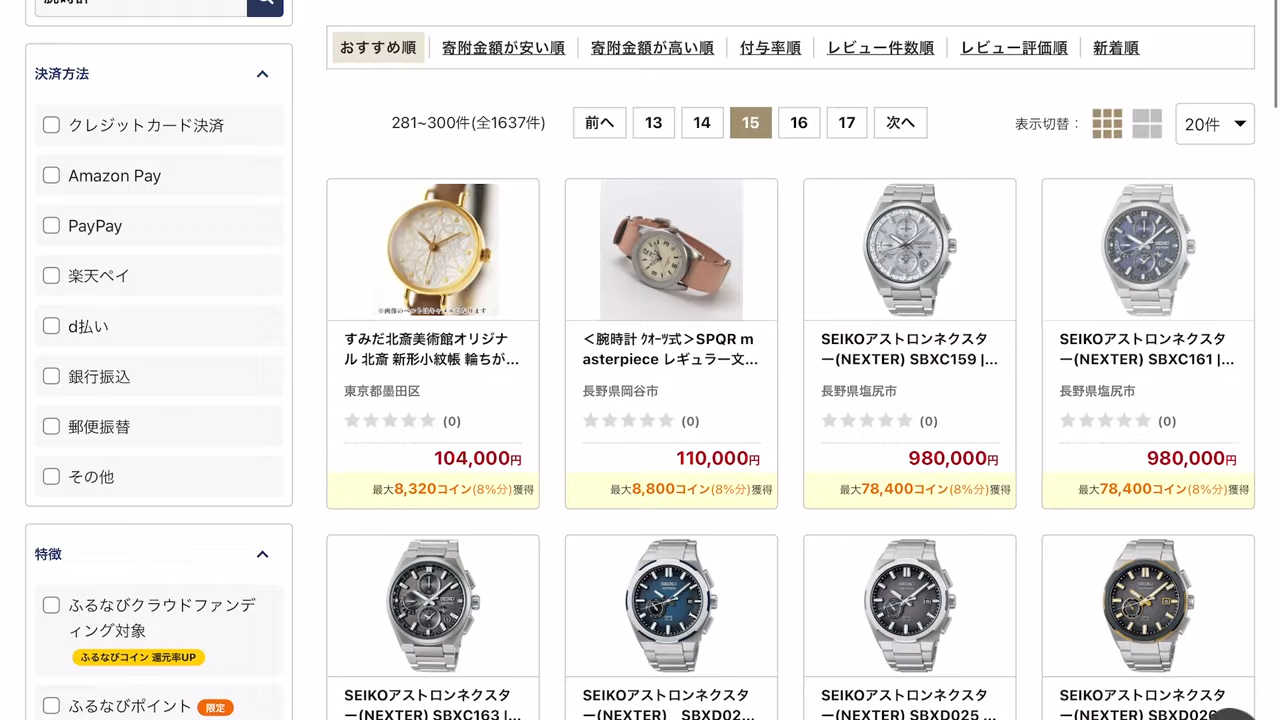 決済方法
クレジットカード決済
Amazon Pay
PayPay
楽天ペイ
d払い
銀行振込
郵便振替
その他
特徴
ふるなびクラウドファンデ
ィング対象
ふるなびコイン 還元率UP
ふるなびポイント 限定
おすすめ順 寄附金額が安い順 寄附金額が高い順 付与率順 レビュー件数順 レビュー評価順 新着順
281~300件(全1637件) 前へ 13 14 15 16 17 次へ 表示切替: 20件
※画像のベルトはキャメルになります
すみだ北斎美術館オリジナ
ル 北斎 新形小紋帳 輪ちが...
東京都墨田区
(0)
104,000円
最大8,320コイン(8%分)獲得
<腕時計 ｸｵｰﾂ式>SPQR m
asterpiece レギュラー文...
長野県岡谷市
(0)
110,000円
最大8,800コイン(8%分)獲得
SEIKOアストロンネクスタ
ー(NEXTER) SBXC159 |...
長野県塩尻市
(0)
980,000円
最大78,400コイン(8%分)獲得
SEIKOアストロンネクスタ
ー(NEXTER) SBXC161 |...
長野県塩尻市
(0)
980,000円
最大78,400コイン(8%分)獲得
SEIKOアストロンネクスタ
ー(NEXTER) SBXC163 |...
SEIKOアストロンネクスタ
ー(NEXTER) SBXD02...
SEIKOアストロンネクスタ
ー(NEXTER) SBXD025 ...
SEIKOアストロンネクスタ
ー(NEXTER) SBXD026